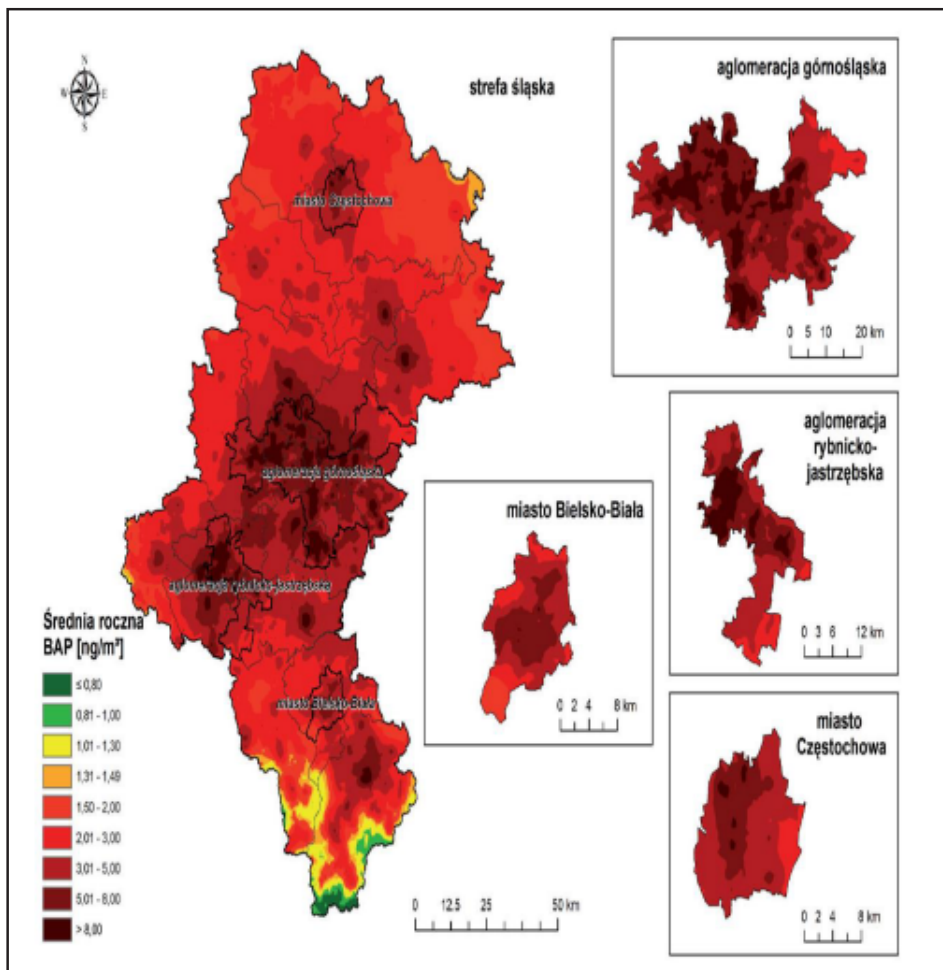 N
W
E
S
strefa śląska
miasto Częstochowa
aglomeracja górnośląska
aglomeracja rybnicko-jastrzębska
miasto Bielsko-Biała
Średnia roczna
BAP [ng/m³]
≤ 0,80
0,81 - 1,00
1,01 - 1,30
1,31 - 1,49
1,50 - 2,00
2,01 - 3,00
3,01 - 5,00
5,01 - 8,00
> 8,00
0 12.5 25 50 km
aglomeracja górnośląska
0 5 10 20 km
aglomeracja
rybnicko-
jastrzębska
0 3 6 12 km
miasto Bielsko-Biała
0 2 4 8 km
miasto
Częstochowa
0 2 4 8 km